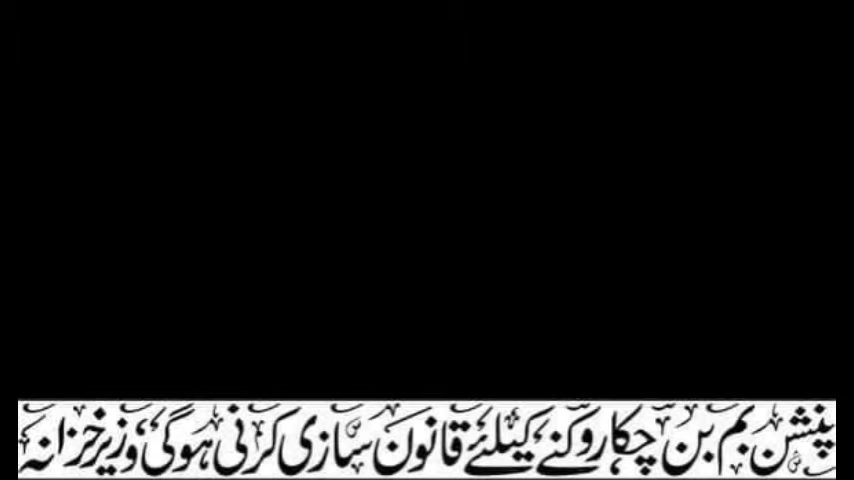 پنشن بم بن چکا روکنے کیلئے قانون سازی کرنی ہوگی، وزیر خزانہ